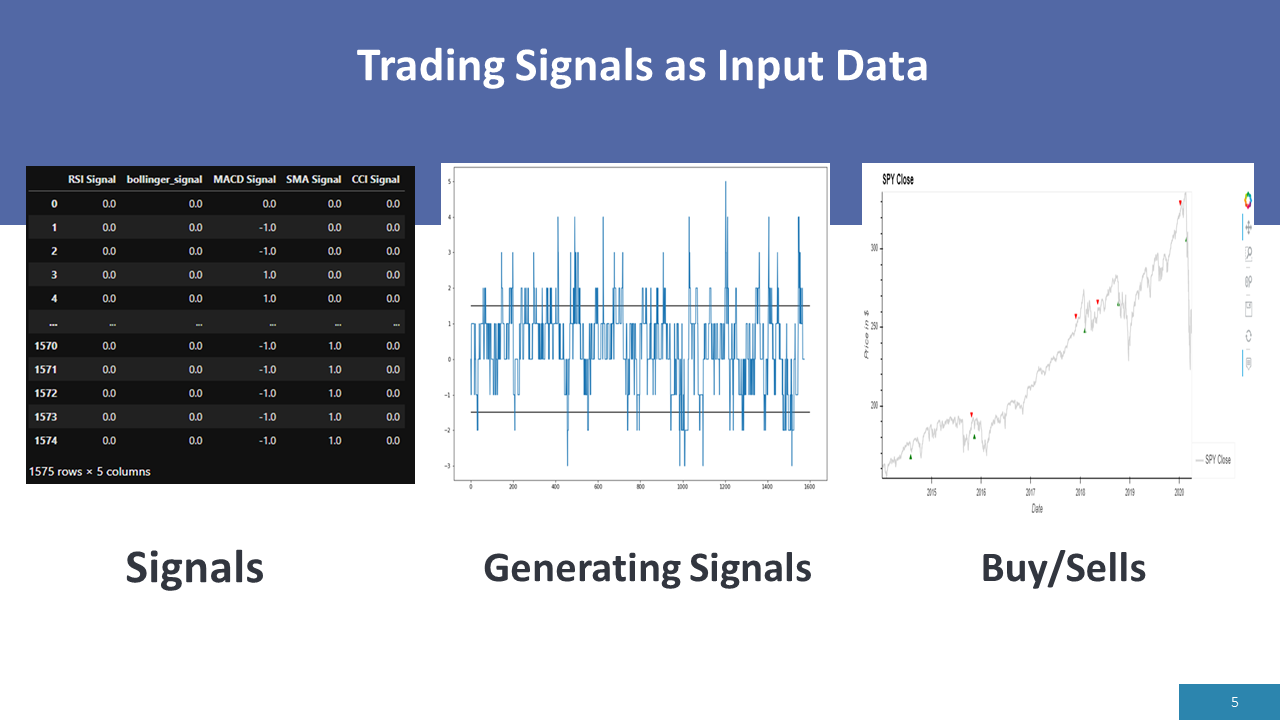 Trading Signals as Input Data
RSI Signal bollinger_signal MACD Signal SMA Signal CCI Signal
0 0.0 0.0 0.0 0.0 0.0
1 0.0 0.0 -1.0 0.0 0.0
2 0.0 0.0 -1.0 0.0 0.0
3 0.0 0.0 1.0 0.0 0.0
4 0.0 0.0 1.0 0.0 0.0
... ... ... ... ... ...
1570 0.0 0.0 -1.0 1.0 0.0
1571 0.0 0.0 -1.0 1.0 0.0
1572 0.0 0.0 -1.0 1.0 0.0
1573 0.0 0.0 -1.0 1.0 0.0
1574 0.0 0.0 -1.0 1.0 0.0
1575 rows × 5 columns
5
4
3
2
1
0
−1
−2
−3
0 200 400 600 800 1000 1200 1400 1600
SPY Close
Price in $
300
250
200
2015 2016 2017 2018 2019 2020
Date
SPY Close
Signals
Generating Signals
Buy/Sells
5